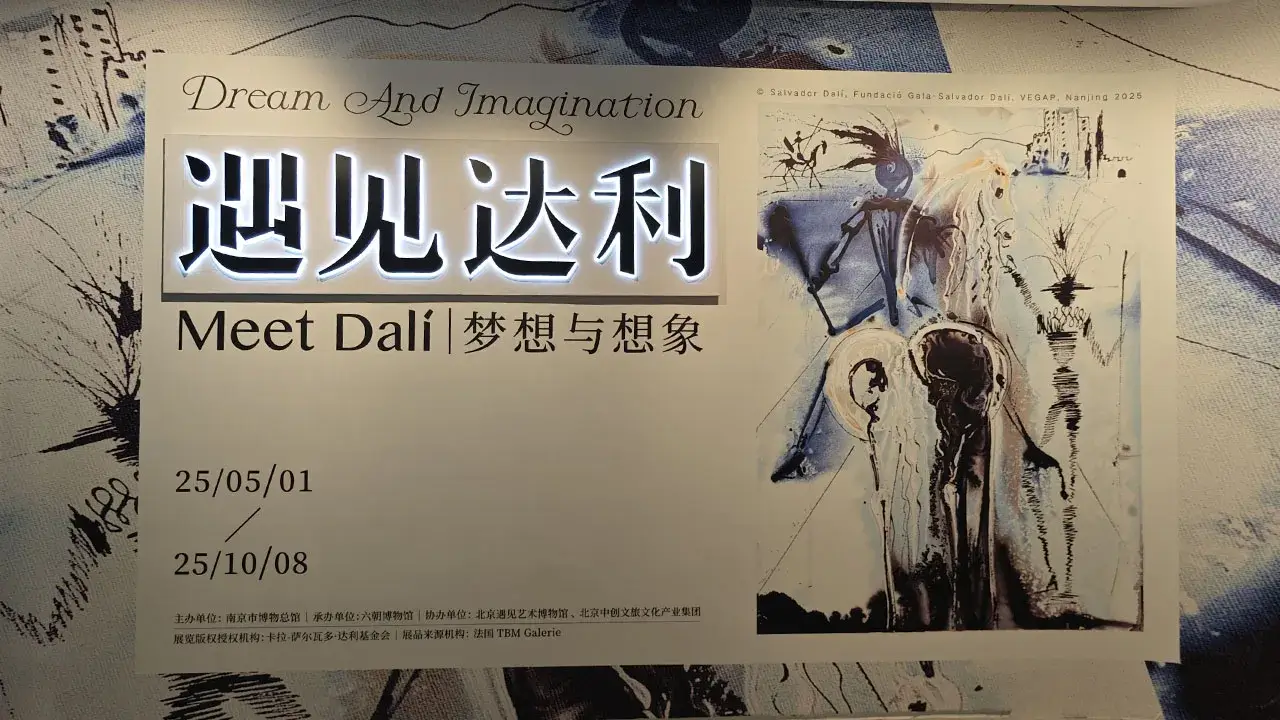 Dream And Imagination
遇见达利
Meet Dalí | 梦想与想象
25/05/01
/
25/10/08
主办单位: 南京市博物总馆 | 承办单位: 六朝博物馆 | 协办单位: 北京遇见艺术博物馆、北京中创文旅文化产业集团
展览版权授权机构: 卡拉·萨尔瓦多·达利基金会 | 展品来源机构: 法国 TBM Galerie
© Salvador Dalí, Fundació Gala-Salvador Dalí, VEGAP, Nanjing 2025